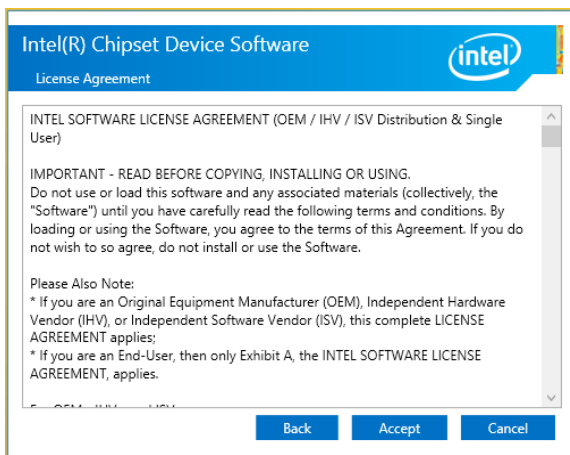 Intel(R) Chipset Device Software
intel
License Agreement
INTEL SOFTWARE LICENSE AGREEMENT (OEM / IHV / ISV Distribution & Single
User)
IMPORTANT - READ BEFORE COPYING, INSTALLING OR USING.
Do not use or load this software and any associated materials (collectively, the
"Software") until you have carefully read the following terms and conditions. By
loading or using the Software, you agree to the terms of this Agreement. If you do
not wish to so agree, do not install or use the Software.
Please Also Note:
* If you are an Original Equipment Manufacturer (OEM), Independent Hardware
Vendor (IHV), or Independent Software Vendor (ISV), this complete LICENSE
AGREEMENT applies;
* If you are an End-User, then only Exhibit A, the INTEL SOFTWARE LICENSE
AGREEMENT, applies.
Back Accept Cancel